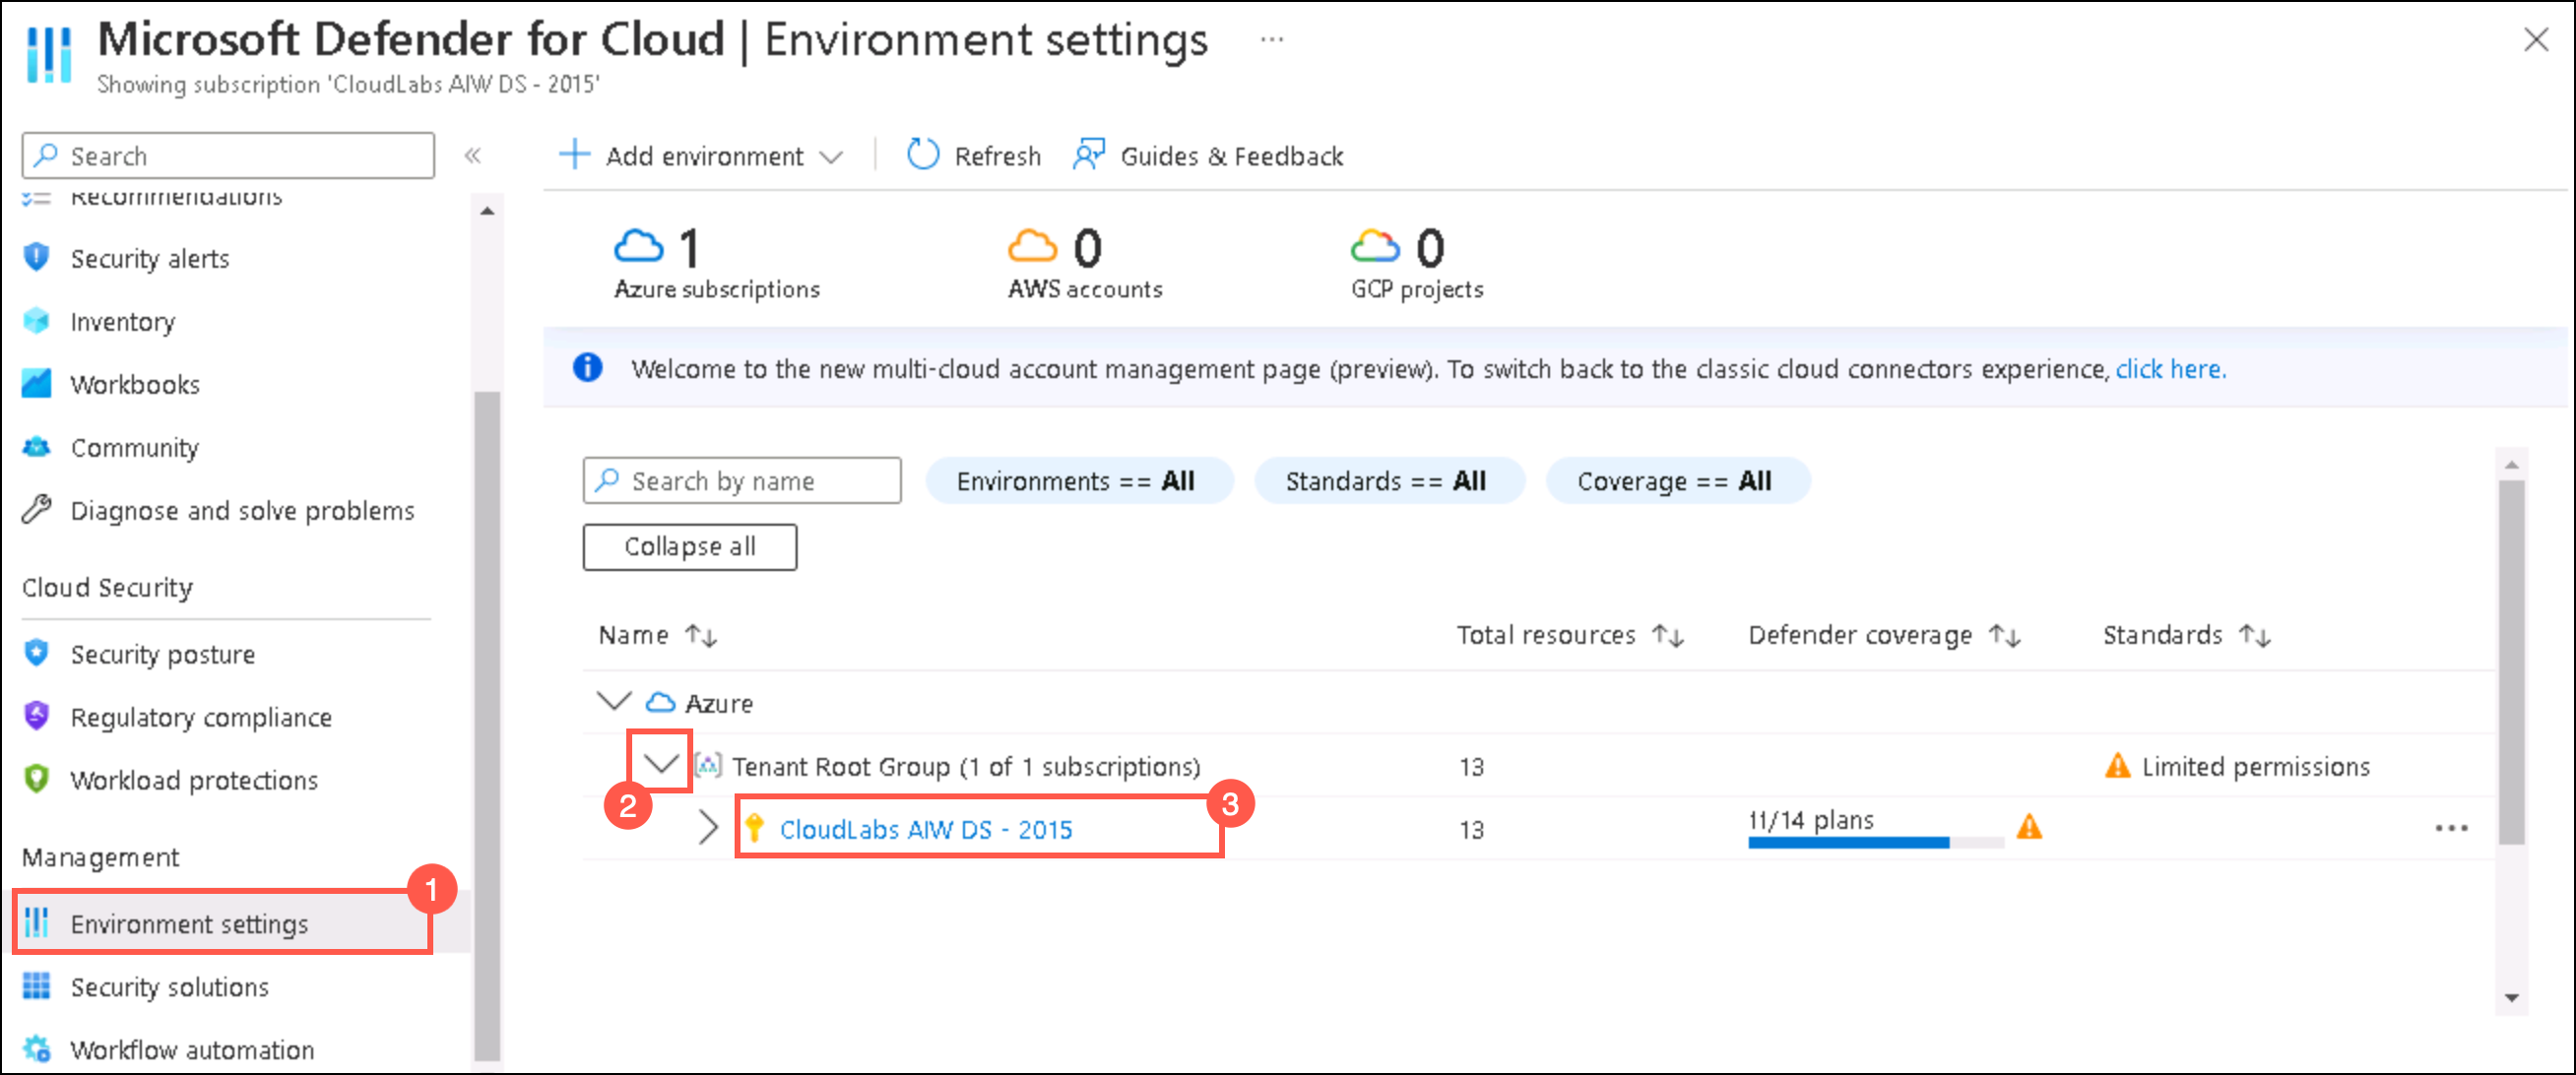 Microsoft Defender for Cloud | Environment settings ...
Showing subscription 'CloudLabs AIW DS - 2015'
Search
Recommendations
Security alerts
Inventory
Workbooks
Community
Diagnose and solve problems
Cloud Security
Security posture
Regulatory compliance
Workload protections
Management
1
Environment settings
Security solutions
Workflow automation
Add environment
Refresh
Guides & Feedback
1
Azure subscriptions
0
AWS accounts
0
GCP projects
Welcome to the new multi-cloud account management page (preview). To switch back to the classic cloud connectors experience, click here.
Search by name
Environments == All
Standards == All
Coverage == All
Collapse all
Name Total resources Defender coverage Standards
Azure
Tenant Root Group (1 of 1 subscriptions) 13 Limited permissions
2
3
CloudLabs AIW DS - 2015 13 11/14 plans ...